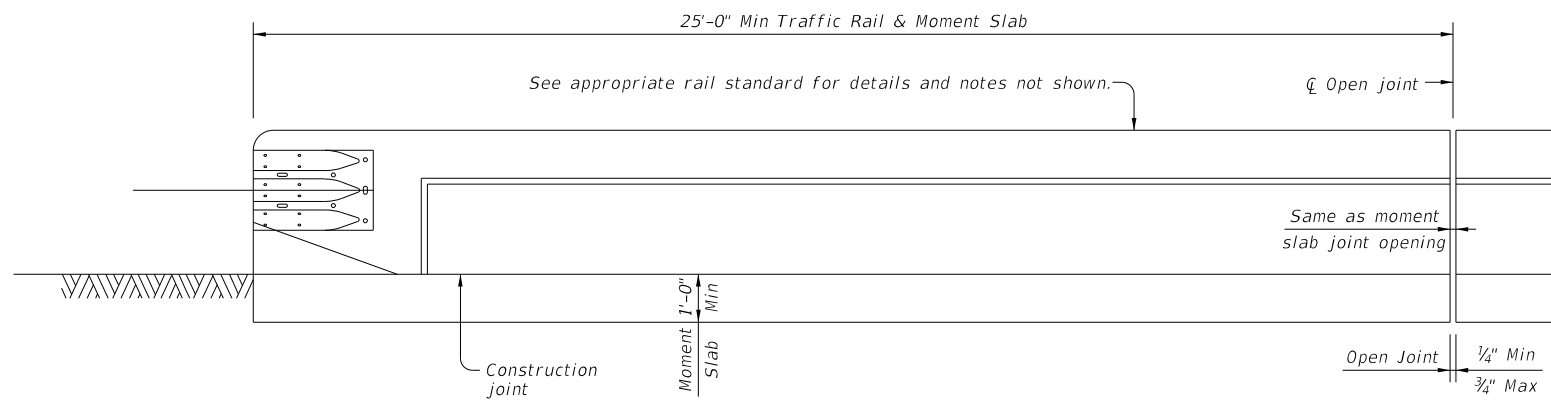 25'-0" Min Traffic Rail & Moment Slab
See appropriate rail standard for details and notes not shown.
℄ Open joint
Same as moment
slab joint opening
Moment 1'-0"
Slab Min
Construction
joint
Open Joint
1/4" Min
3/4" Max